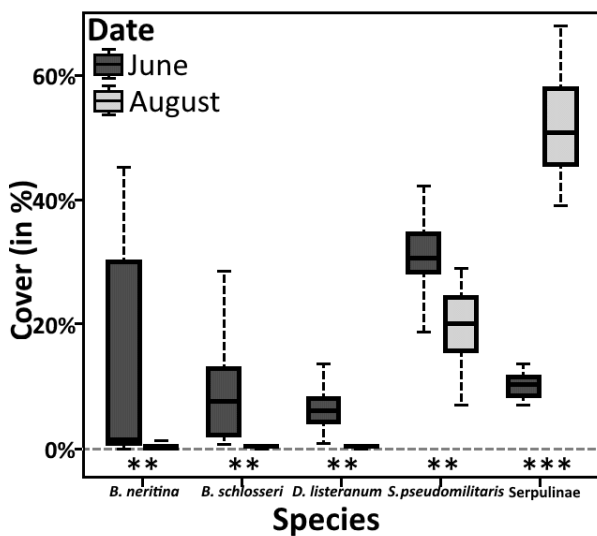 Date
June
August
Cover (in %)
60%
40%
20%
0%
** ** ** ** ***
B. neritina B. schlosseri D. listeranum S.pseudomilitaris Serpulinae
Species